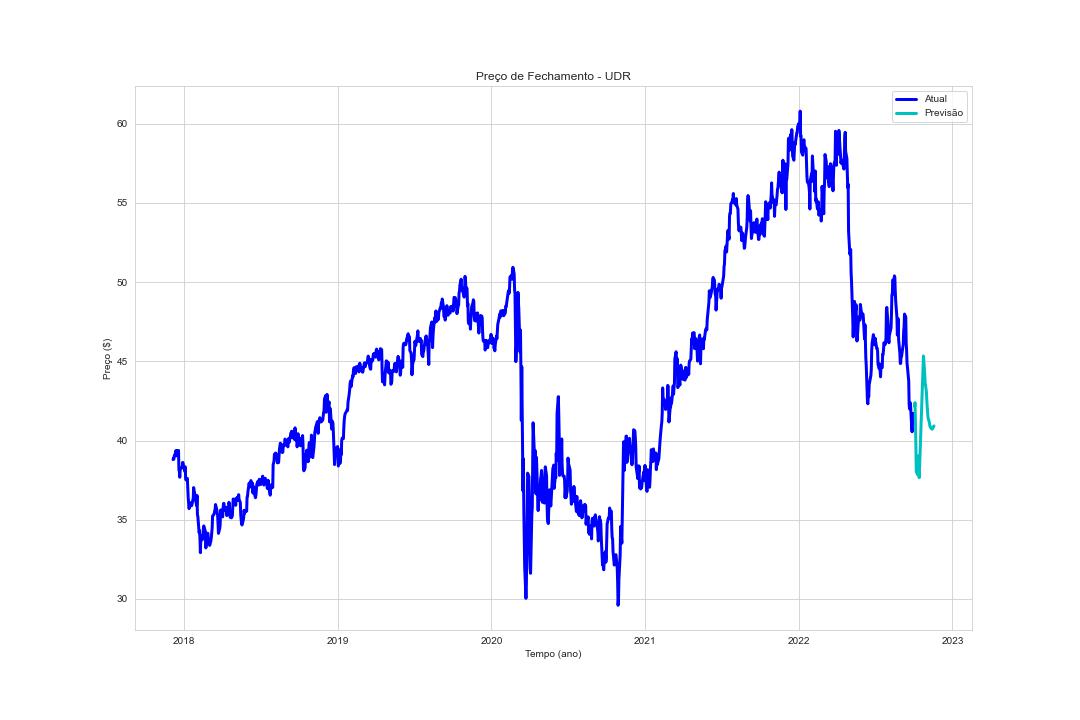 Preço de Fechamento - UDR
Atual
Previsão
Preço ($)
60
55
50
45
40
35
30
2018 2019 2020 2021 2022 2023
Tempo (ano)